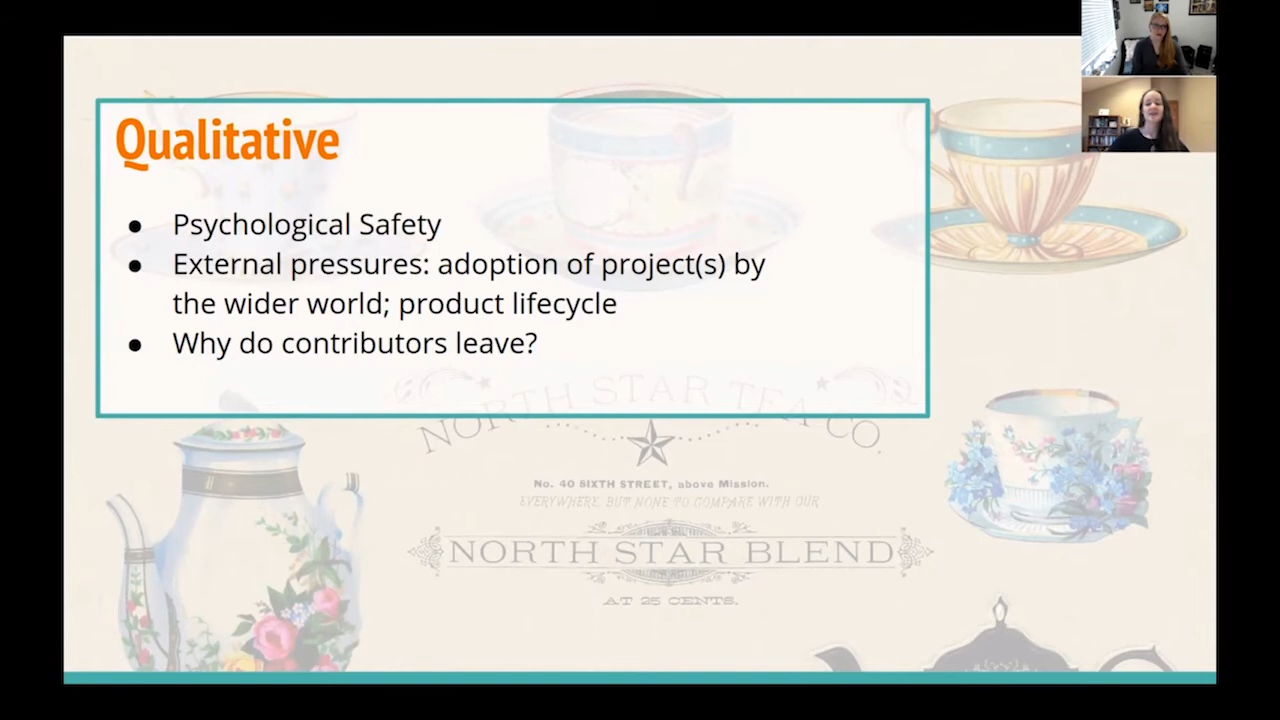 Qualitative
● Psychological Safety
● External pressures: adoption of project(s) by
the wider world; product lifecycle
● Why do contributors leave?
NORTH STAR TEA CO.
No. 40 SIXTH STREET, above Mission.
EVERYWHERE, BUT NONE TO COMPARE WITH OUR
NORTH STAR BLEND
AT 25 CENTS.